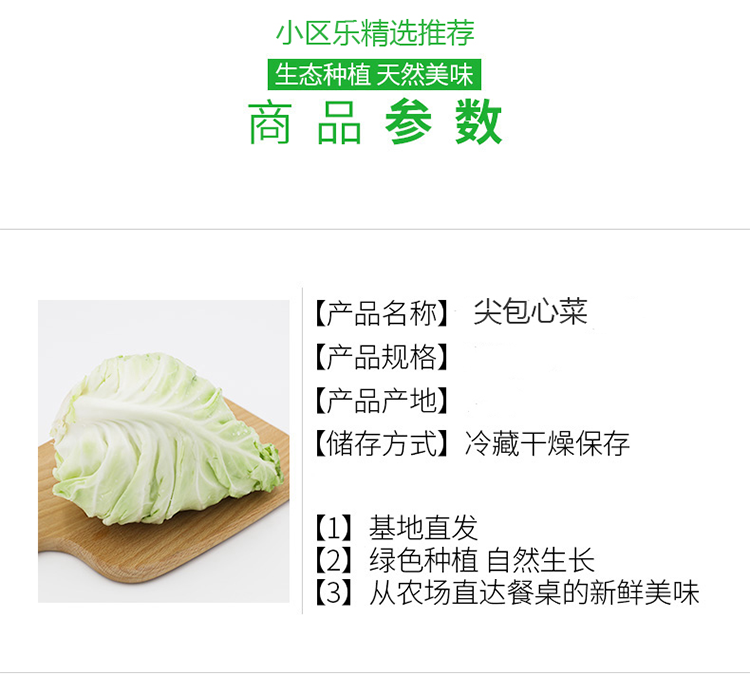 小区乐精选推荐
生态种植 天然美味
商品参数
【产品名称】 尖包心菜
【产品规格】
【产品产地】
【储存方式】冷藏干燥保存
【1】基地直发
【2】绿色种植 自然生长
【3】从农场直达餐桌的新鲜美味